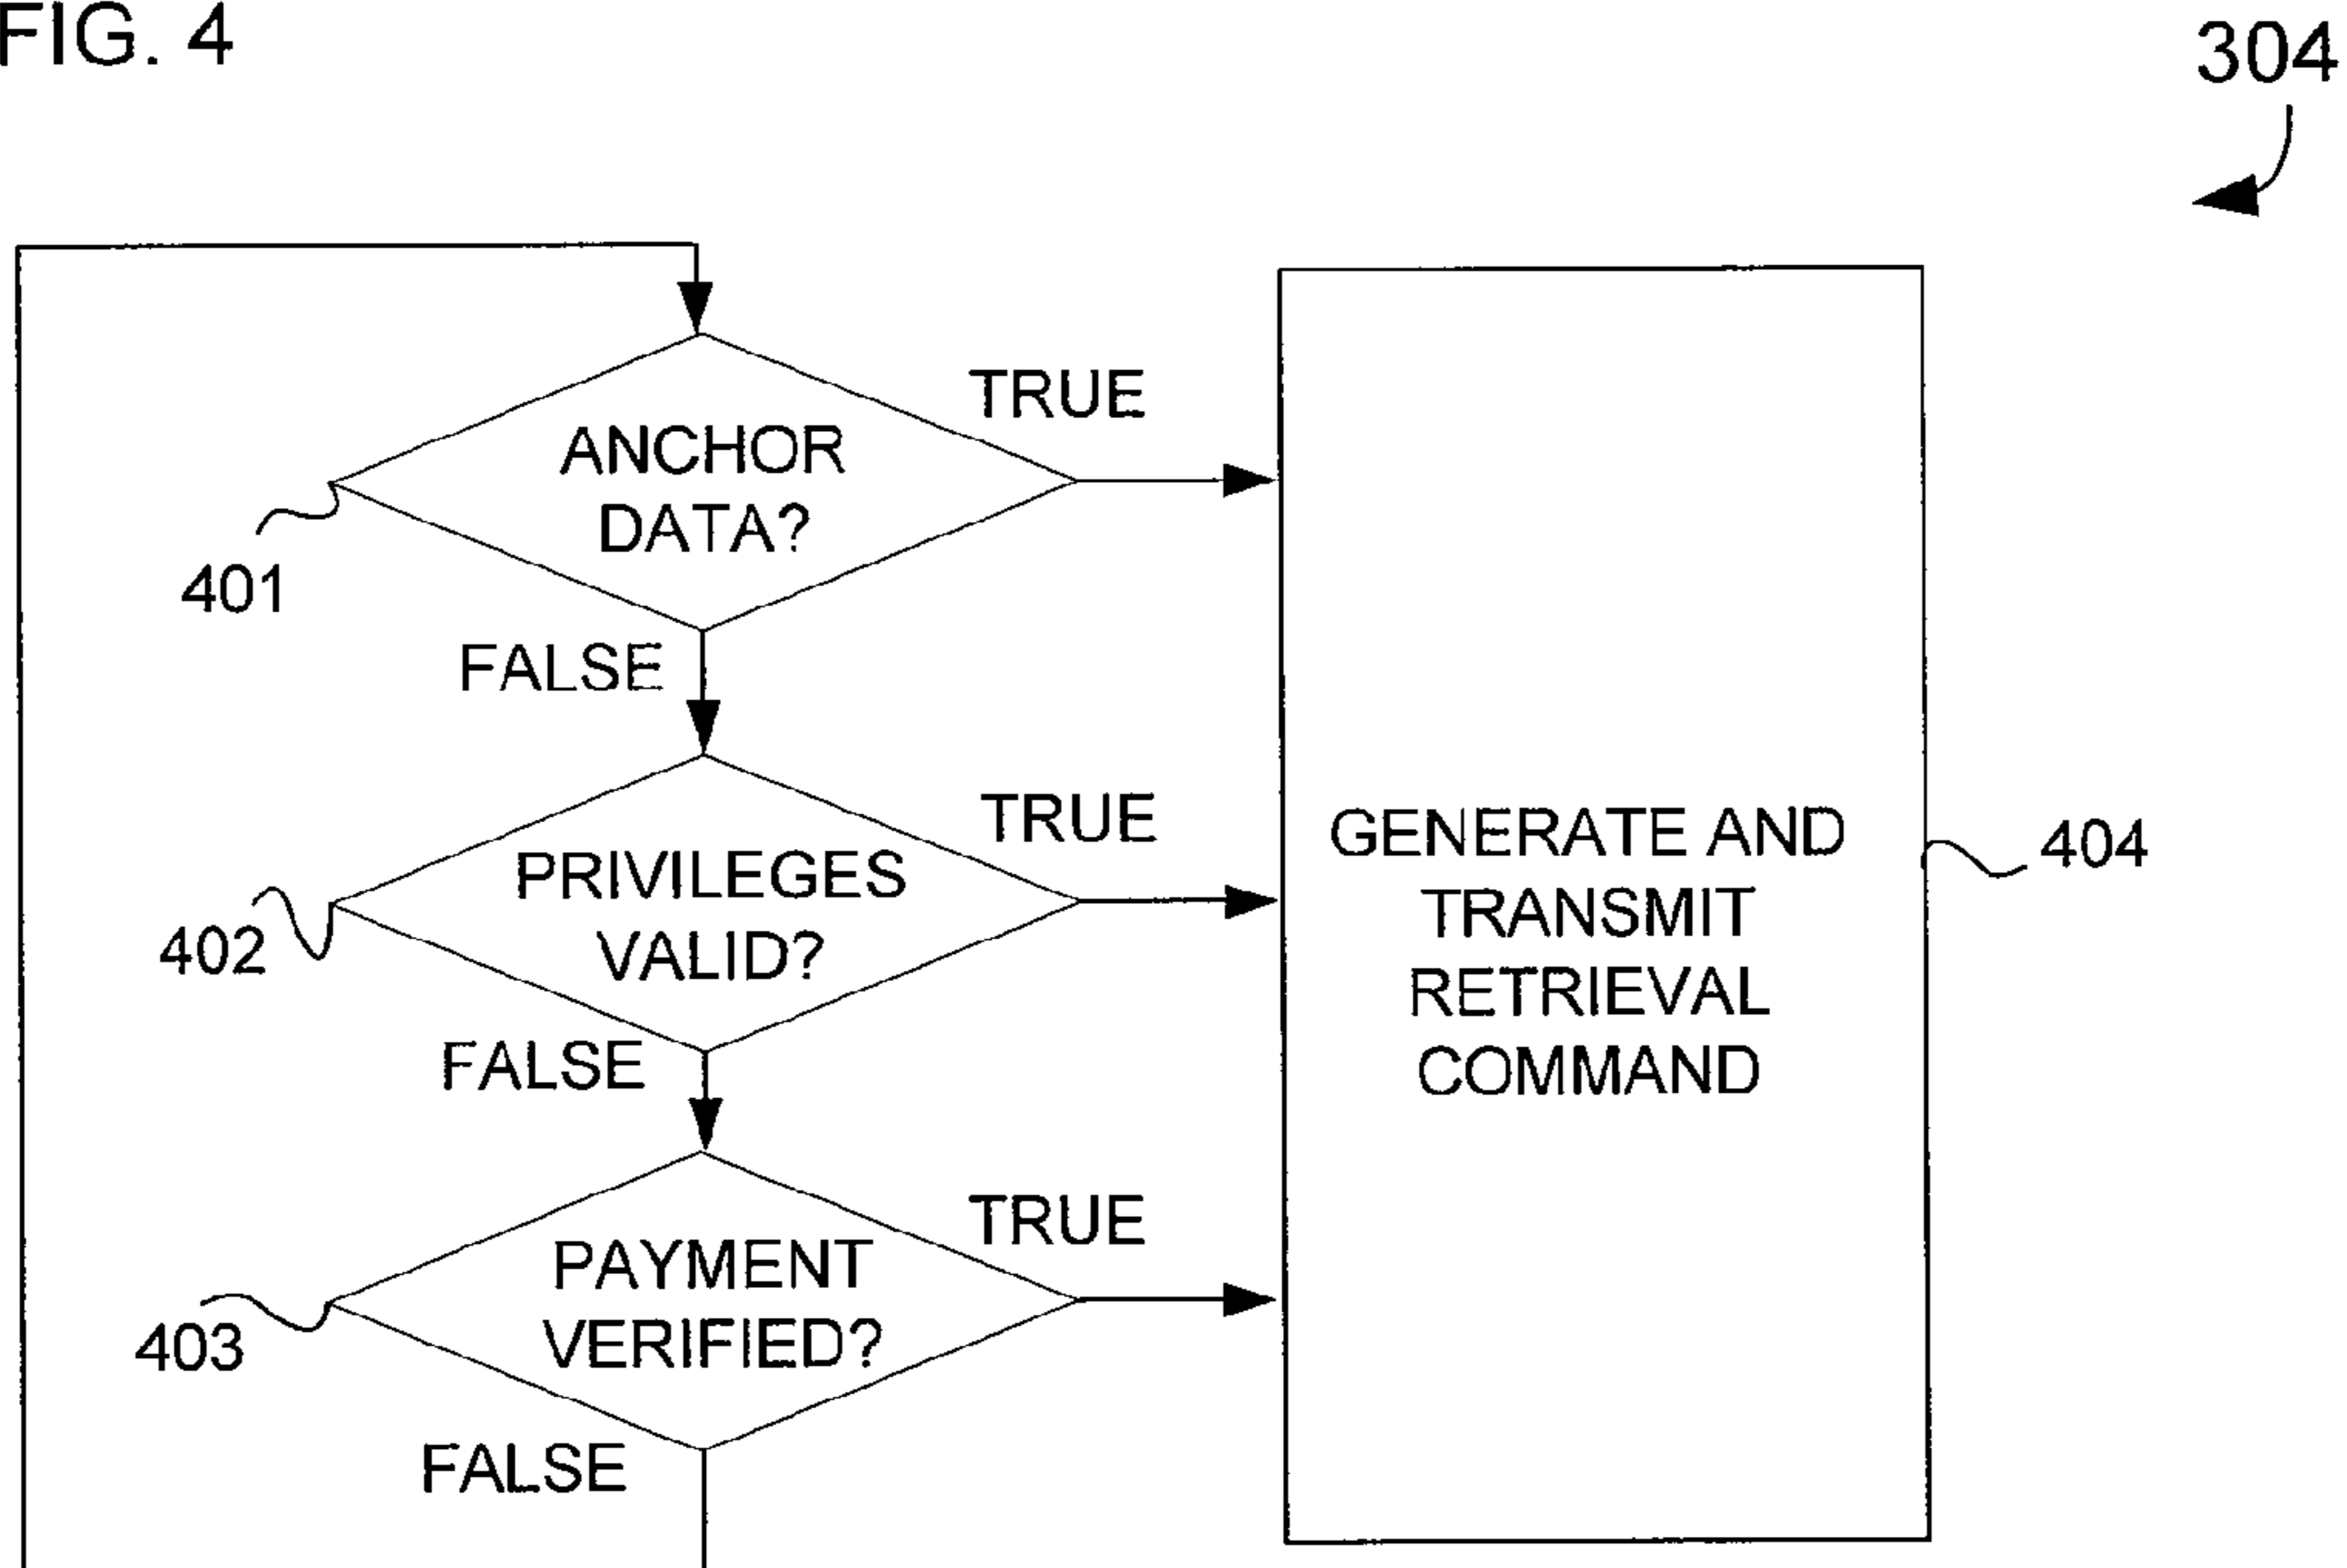 FIG. 4
304
TRUE
ANCHOR
DATA?
401
FALSE
TRUE
PRIVILEGES
VALID?
402
FALSE
TRUE
PAYMENT
VERIFIED?
403
FALSE
GENERATE AND
TRANSMIT
RETRIEVAL
COMMAND
404